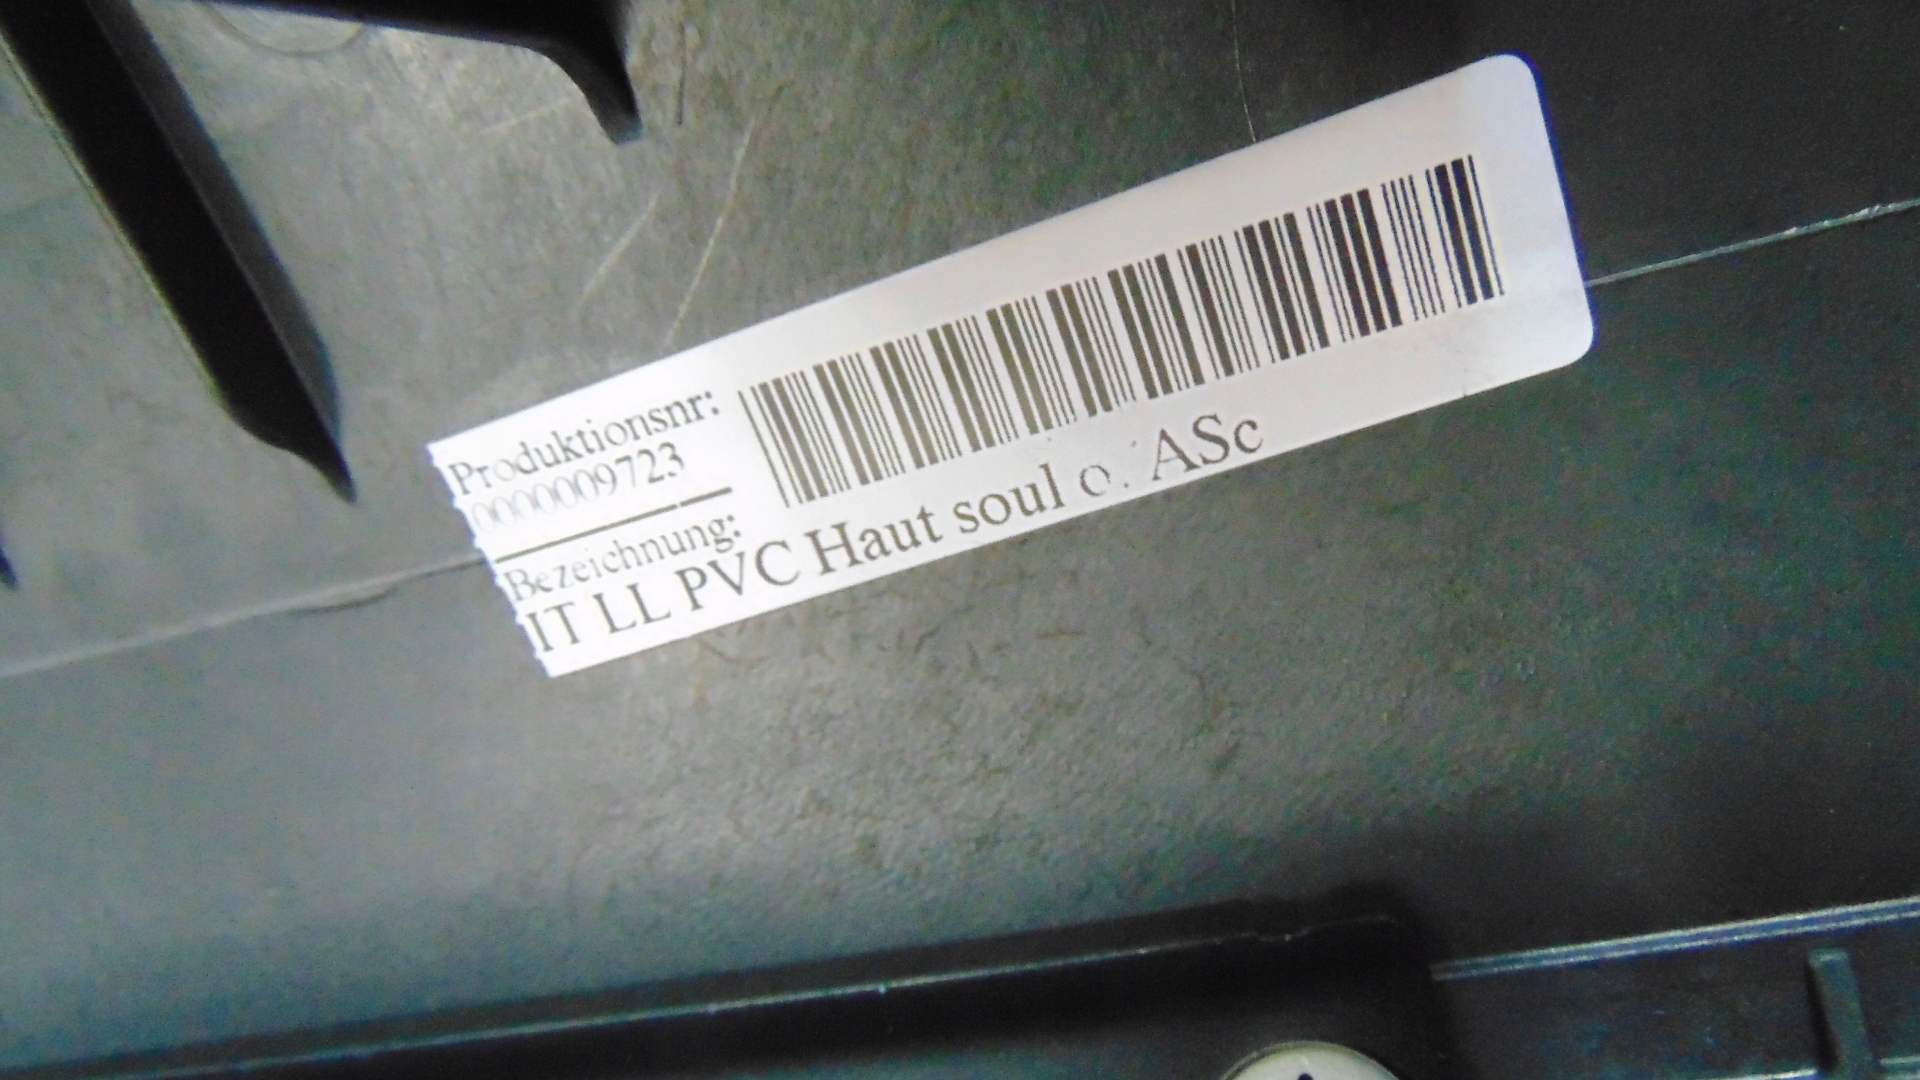 Produktionsnr:
0000009723
Bezeichnung:
IT LL PVC Haut soul o. ASc